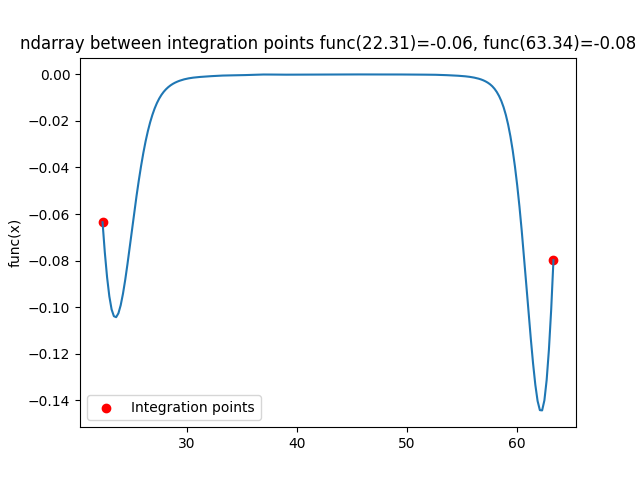 ndarray between integration points func(22.31)=-0.06, func(63.34)=-0.08
0.00
−0.02
−0.04
−0.06
−0.08
−0.10
−0.12
−0.14
func(x)
Integration points
30 40 50 60